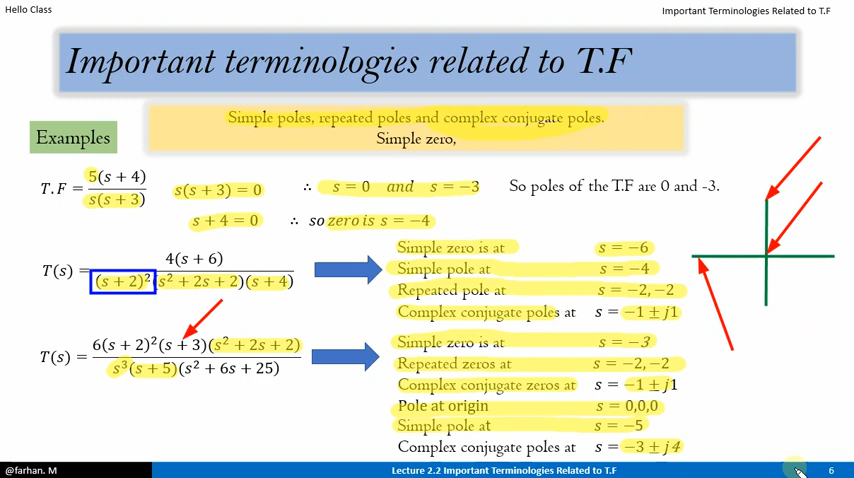 Hello Class
Important Terminologies Related to T.F
Important terminologies related to T.F
Examples
Simple poles, repeated poles and complex conjugate poles.
Simple zero,
T.F = 5(s + 4) / s(s + 3)
s(s + 3) = 0 ∴ s = 0 and s = −3 So poles of the T.F are 0 and -3.
s + 4 = 0 ∴ so zero is s = −4
T(s) = 4(s + 6) / (s + 2)² (s² + 2s + 2)(s + 4)
Simple zero is at s = −6
Simple pole at s = −4
Repeated pole at s = −2, −2
Complex conjugate poles at s = −1 ± j1
T(s) = 6(s + 2)²(s + 3)(s² + 2s + 2) / s³(s + 5)(s² + 6s + 25)
Simple zero is at s = −3
Repeated zeros at s = −2, −2
Complex conjugate zeros at s = −1 ± j1
Pole at origin s = 0,0,0
Simple pole at s = −5
Complex conjugate poles at s = −3 ± j4
@farhan. M
Lecture 2.2 Important Terminologies Related to T.F
6